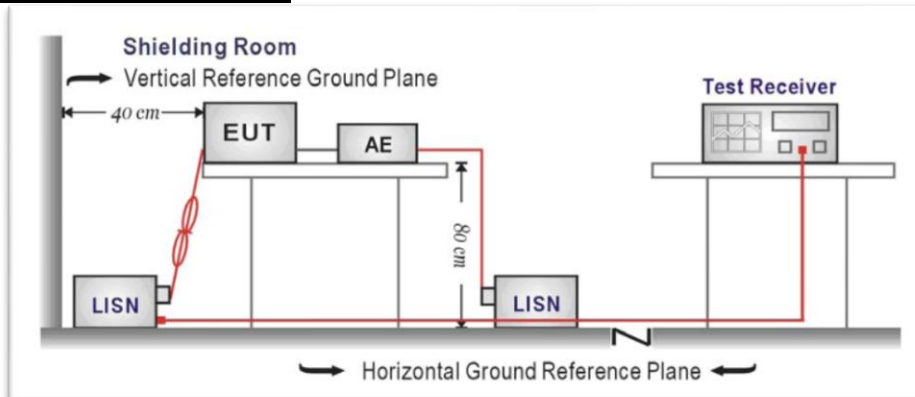 Shielding Room
Vertical Reference Ground Plane
Test Receiver
40 cm
EUT
AE
80 cm
LISN
LISN
Horizontal Ground Reference Plane